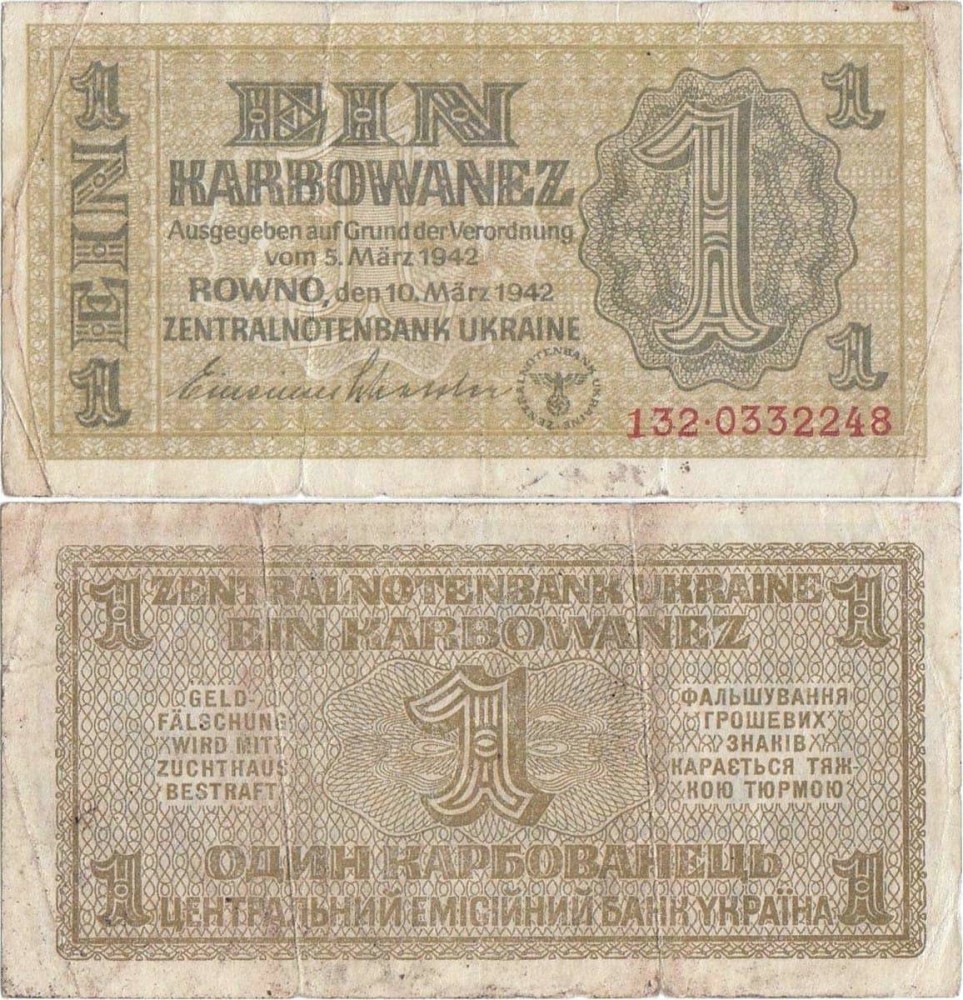 1
EIN
1
EIN
KARBOWANEZ
Ausgegeben auf Grund der Verordnung
vom 5. März 1942
ROWNO, den 10. März 1942
ZENTRALNOTENBANK UKRAINE
ZENTRALNOTENBANK UKRAINE
1
1
1
132·0332248
1 ZENTRALNOTENBANK UKRAINE 1
EIN KARBOWANEZ
GELD-
FÄLSCHUNG
WIRD MIT
ZUCHTHAUS
BESTRAFT
1
ФАЛЬШУВАННЯ
ГРОШЕВИХ
ЗНАКІВ
КАРАЄТЬСЯ ТЯЖ-
КОЮ ТЮРМОЮ
1 ОДИН КАРБОВАНЕЦЬ 1
ЦЕНТРАЛЬНИЙ ЕМІСІЙНИЙ БАНК УКРАЇНА